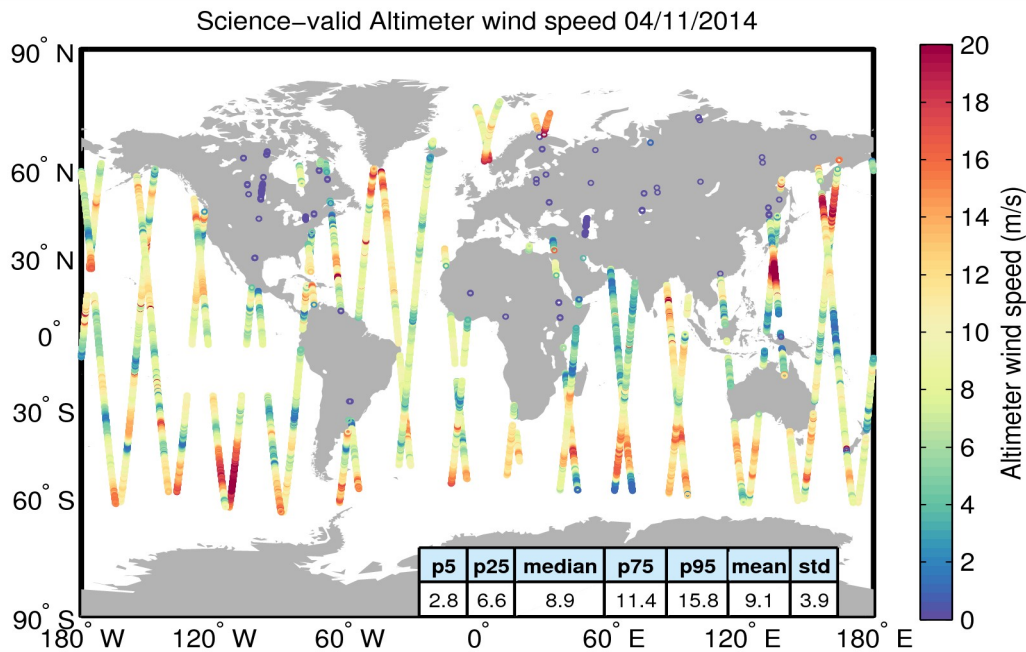 Science−valid Altimeter wind speed 04/11/2014
90° N
60° N
30° N
0°
30° S
60° S
90° S
180° W
120° W
60° W
0°
60° E
120° E
180° E
p5 p25 median p75 p95 mean std
2.8 6.6 8.9 11.4 15.8 9.1 3.9
20
18
16
14
12
10
8
6
4
2
0
Altimeter wind speed (m/s)